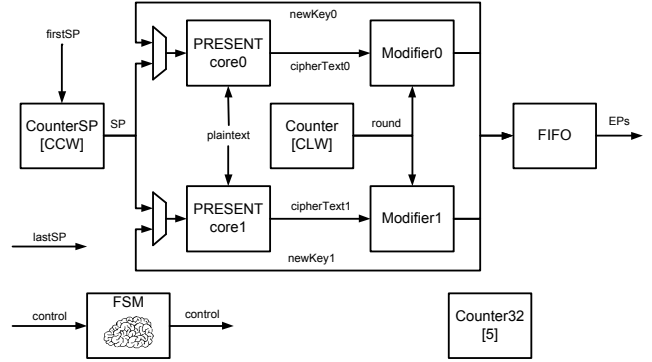 newKey0
firstSP
PRESENT
core0
cipherText0
Modifier0
CounterSP
[CCW]
SP
plaintext
Counter
[CLW]
round
FIFO
EPs
PRESENT
core1
cipherText1
Modifier1
lastSP
newKey1
control
FSM
control
Counter32
[5]